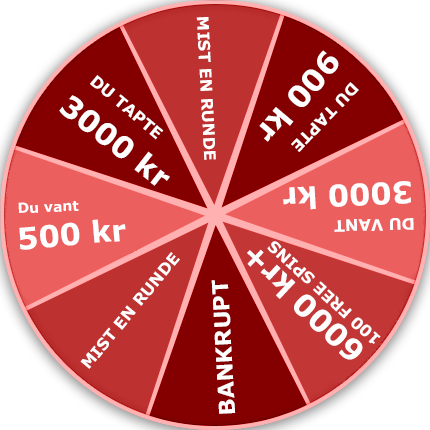 MIST EN RUNDE
DU TAPTE
900 kr
DU VANT
3000 kr
6000 kr+
100 FREE SPINS
BANKRUPT
MIST EN RUNDE
Du vant
500 kr
DU TAPTE
3000 kr